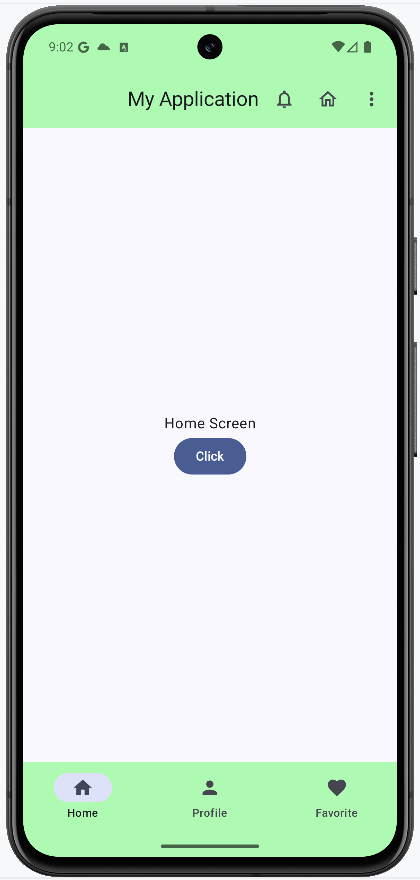 9:02
My Application
Home Screen
Click
Home
Profile
Favorite